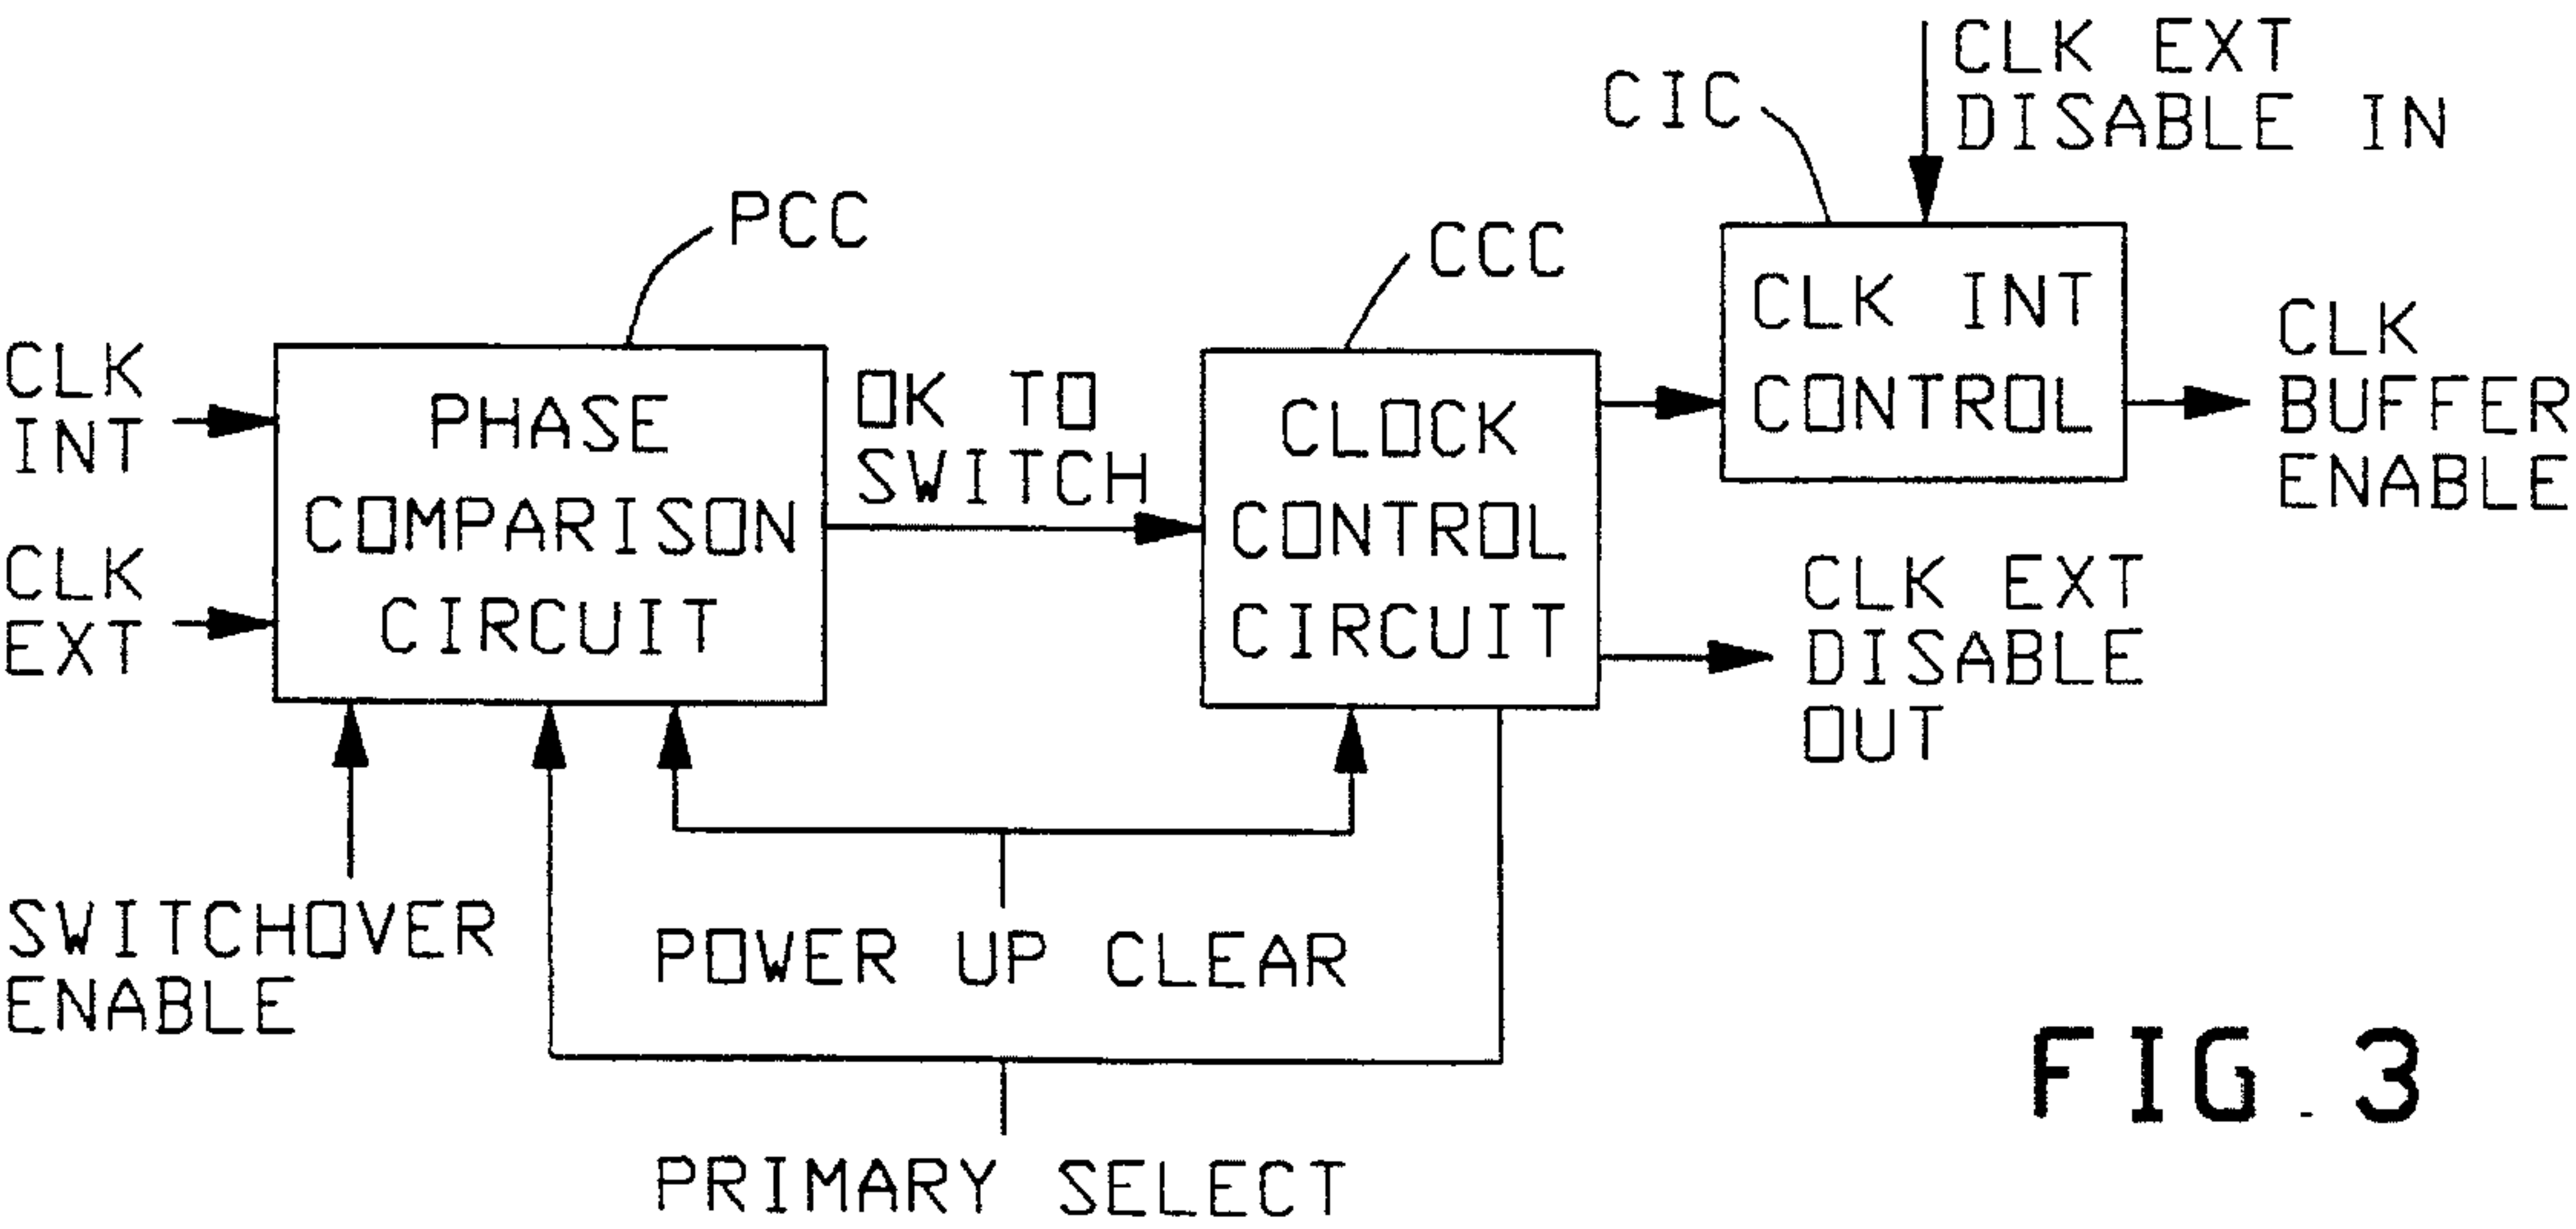 CLK EXT
DISABLE IN
CIC
PCC
CCC
CLK INT
CONTROL
CLK
BUFFER
ENABLE
CLK
INT
CLK
EXT
PHASE
COMPARISON
CIRCUIT
OK TO
SWITCH
CLOCK
CONTROL
CIRCUIT
CLK EXT
DISABLE
OUT
SWITCHOVER
ENABLE
POWER UP CLEAR
PRIMARY SELECT
FIG. 3